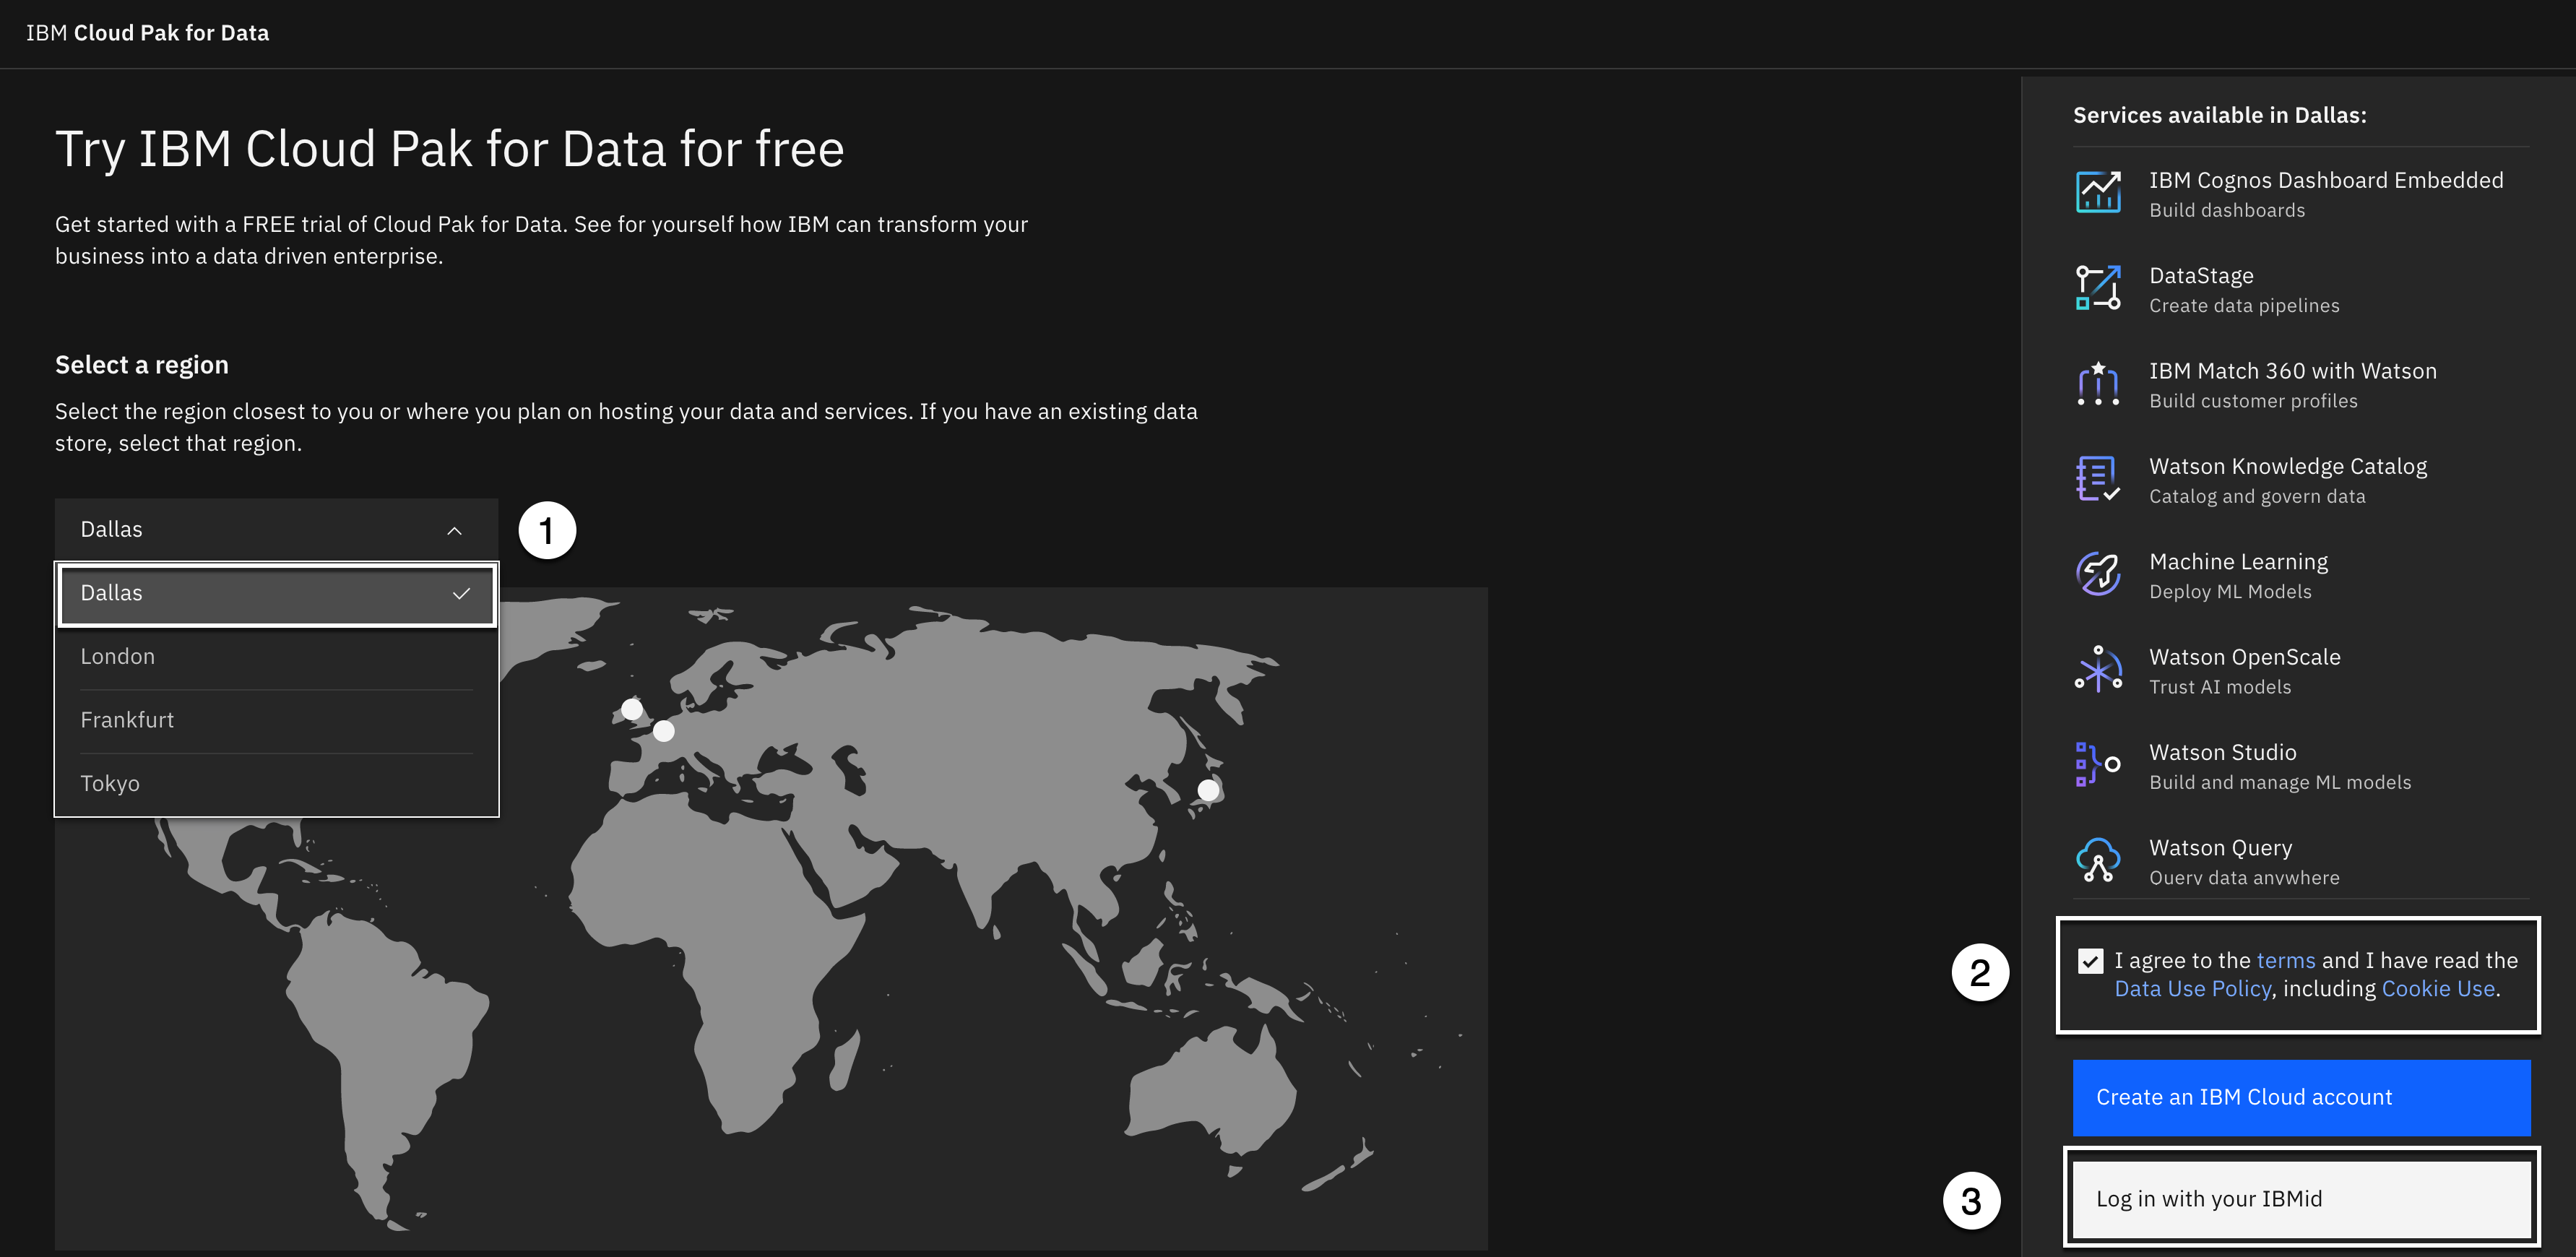 IBM Cloud Pak for Data
Try IBM Cloud Pak for Data for free
Get started with a FREE trial of Cloud Pak for Data. See for yourself how IBM can transform your
business into a data driven enterprise.
Select a region
Select the region closest to you or where you plan on hosting your data and services. If you have an existing data
store, select that region.
Dallas
1
Dallas
London
Frankfurt
Tokyo
Services available in Dallas:
IBM Cognos Dashboard Embedded
Build dashboards
DataStage
Create data pipelines
IBM Match 360 with Watson
Build customer profiles
Watson Knowledge Catalog
Catalog and govern data
Machine Learning
Deploy ML Models
Watson OpenScale
Trust AI models
Watson Studio
Build and manage ML models
Watson Query
Query data anywhere
2
I agree to the terms and I have read the
Data Use Policy, including Cookie Use.
Create an IBM Cloud account
3
Log in with your IBMid